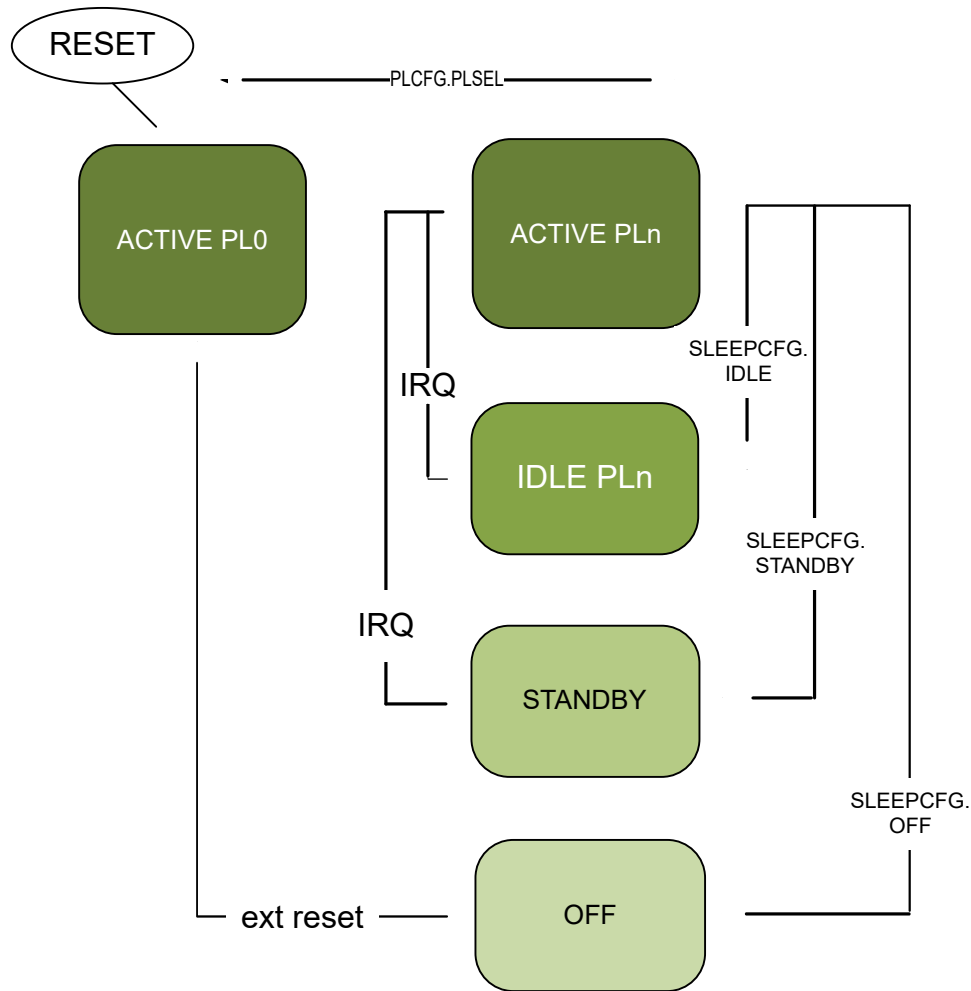 RESET
PLCFG.PLSEL
ACTIVE PL0
ACTIVE PLn
SLEEPCFG.
IDLE
IRQ
IDLE PLn
SLEEPCFG.
STANDBY
IRQ
STANDBY
SLEEPCFG.
OFF
ext reset
OFF